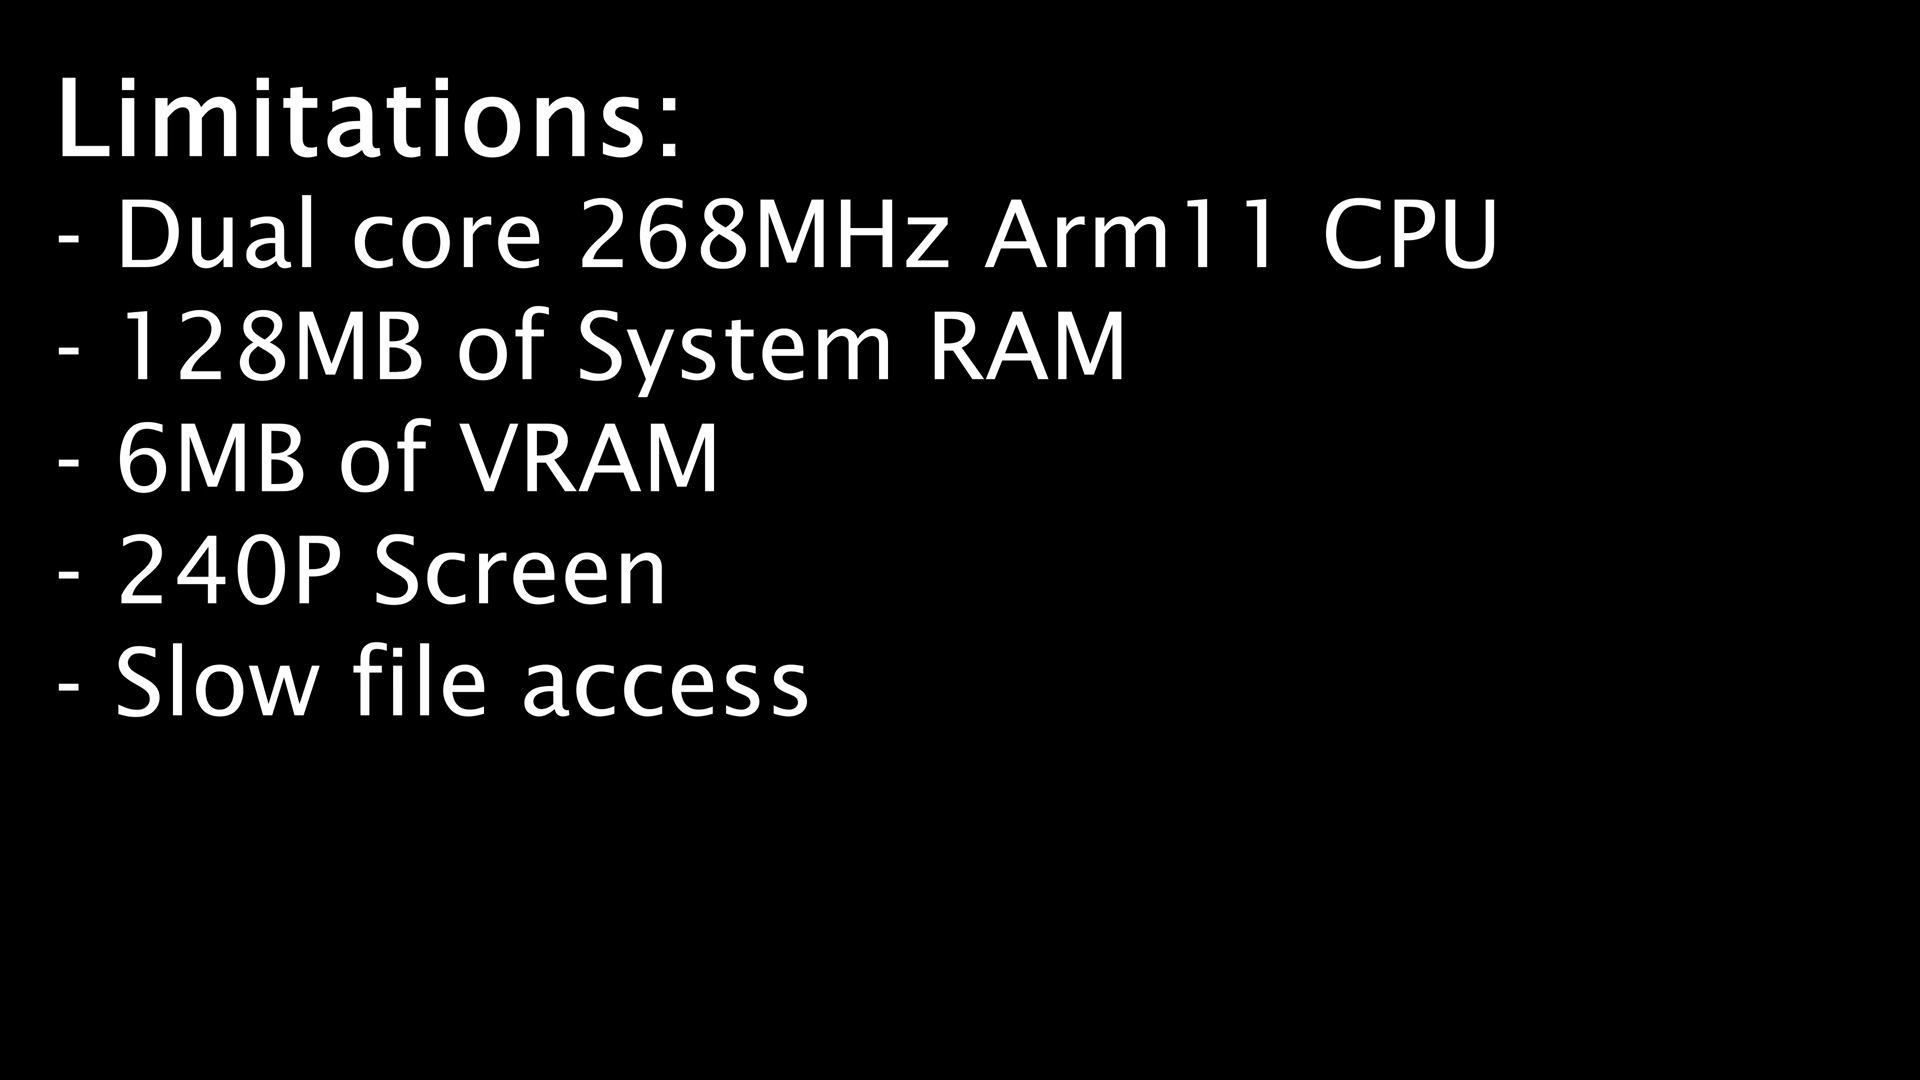 Limitations:
- Dual core 268MHz Arm11 CPU
- 128MB of System RAM
- 6MB of VRAM
- 240P Screen
- Slow file access